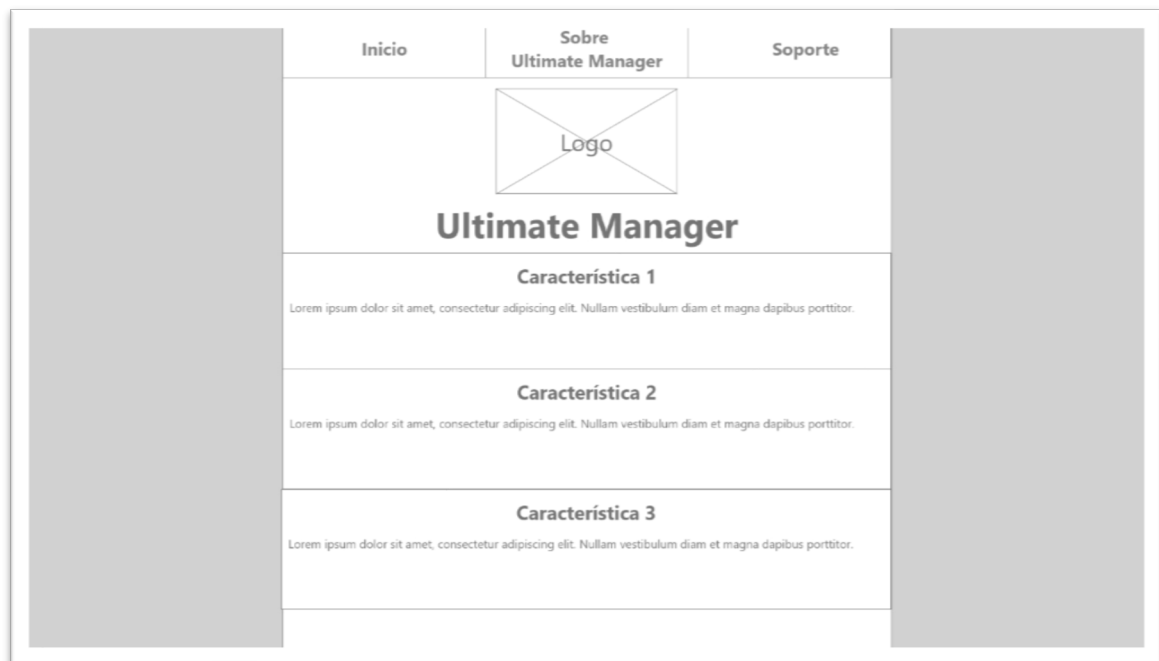 Inicio
Sobre
Ultimate Manager
Soporte
Logo
Ultimate Manager
Característica 1
Lorem ipsum dolor sit amet, consectetur adipiscing elit. Nullam vestibulum diam et magna dapibus porttitor.
Característica 2
Lorem ipsum dolor sit amet, consectetur adipiscing elit. Nullam vestibulum diam et magna dapibus porttitor.
Característica 3
Lorem ipsum dolor sit amet, consectetur adipiscing elit. Nullam vestibulum diam et magna dapibus porttitor.